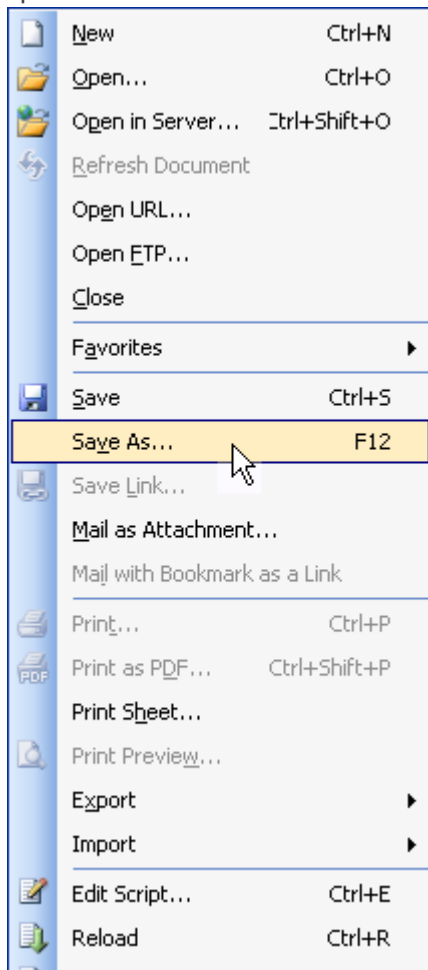 New Ctrl+N
Open... Ctrl+O
Open in Server... Ctrl+Shift+O
Refresh Document
Open URL...
Open FTP...
Close
Favorites
Save Ctrl+S
Save As... F12
Save Link...
Mail as Attachment...
Mail with Bookmark as a Link
Print... Ctrl+P
PDF Print as PDF... Ctrl+Shift+P
Print Sheet...
Print Preview...
Export
Import
Edit Script... Ctrl+E
Reload Ctrl+R